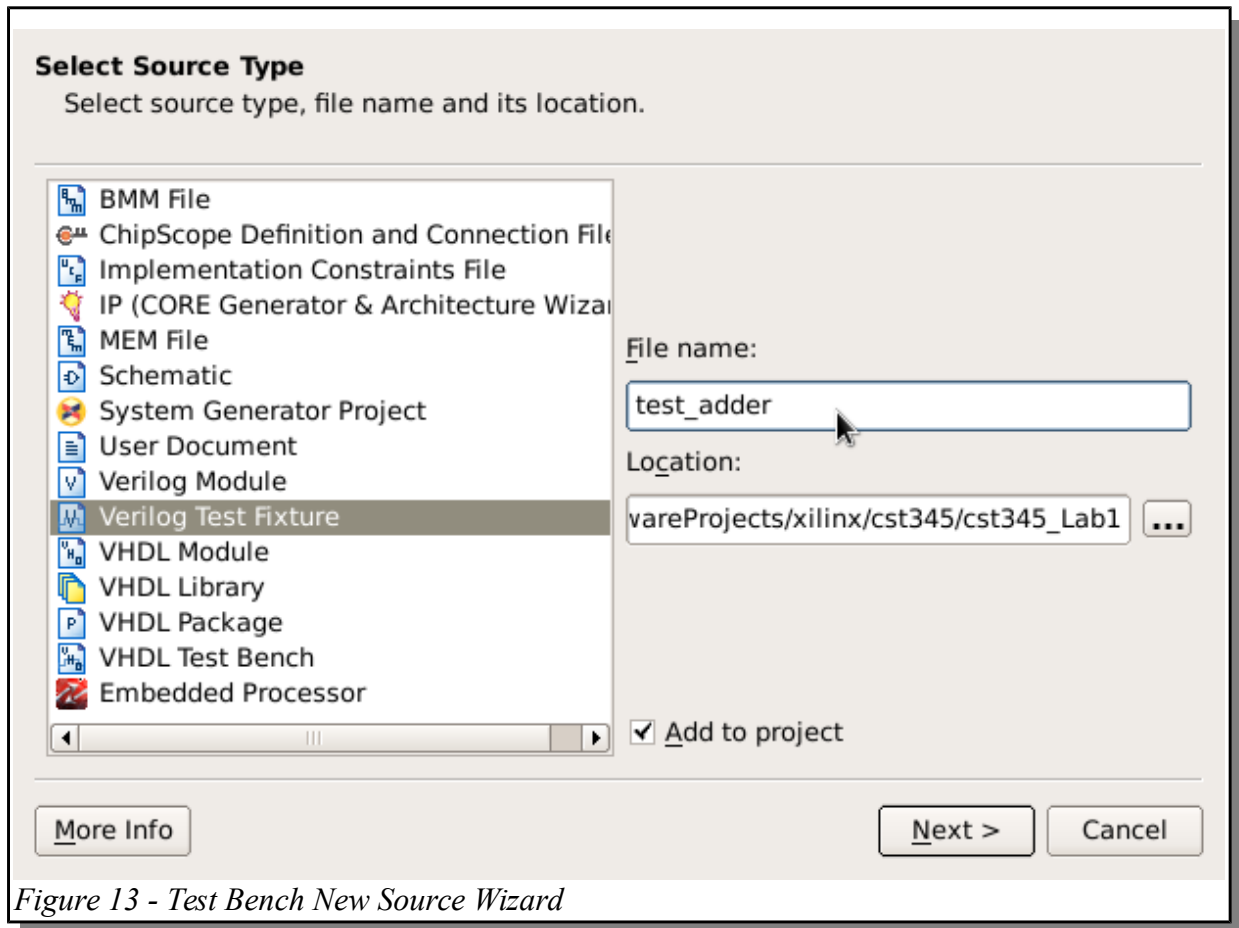 Select Source Type
Select source type, file name and its location.
BMM File
ChipScope Definition and Connection File
Implementation Constraints File
IP (CORE Generator & Architecture Wizar
MEM File
Schematic
System Generator Project
User Document
Verilog Module
Verilog Test Fixture
VHDL Module
VHDL Library
VHDL Package
VHDL Test Bench
Embedded Processor
File name:
test_adder
Location:
vareProjects/xilinx/cst345/cst345_Lab1
...
Add to project
More Info
Next >
Cancel
Figure 13 - Test Bench New Source Wizard